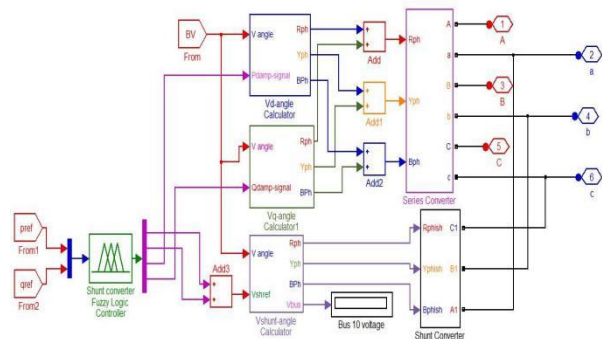 BV
From
V angle
Pdamp-signal
Rph
Yph
BPh
Vd-angle
Calculator
V angle
Qdamp-signal
Rph
Yph
BPh
Vq-angle
Calculator1
Add
Add1
Add2
Rph
Yph
Bph
A
a
B
b
C
c
Series Converter
1
A
2
a
3
B
4
b
5
C
6
c
pref
From1
qref
From2
Shunt converter
Fuzzy Logic
Controller
Add3
V angle
Vshref
Rph
Yph
BPh
Vbus
Vshunt-angle
Calculator
Bus 10 voltage
Rphish
Yphish
Bphish
C1
B1
A1
Shunt Converter